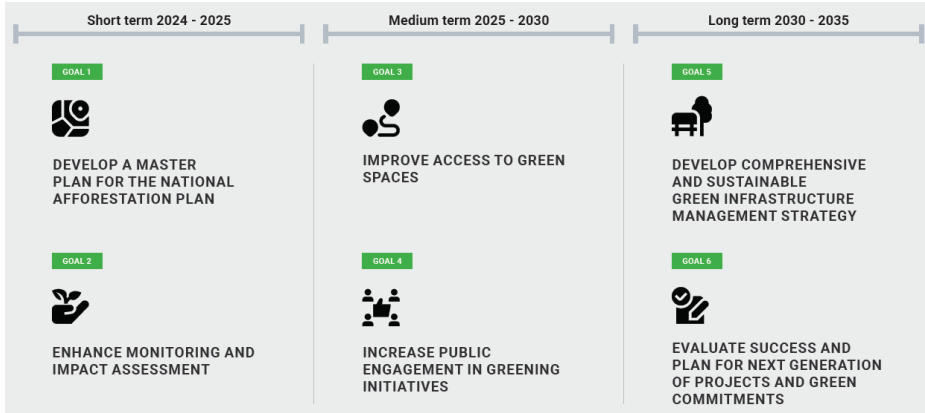 Short term 2024 - 2025
GOAL 1
DEVELOP A MASTER
PLAN FOR THE NATIONAL
AFFORESTATION PLAN
GOAL 2
ENHANCE MONITORING AND
IMPACT ASSESSMENT
Medium term 2025 - 2030
GOAL 3
IMPROVE ACCESS TO GREEN
SPACES
GOAL 4
INCREASE PUBLIC
ENGAGEMENT IN GREENING
INITIATIVES
Long term 2030 - 2035
GOAL 5
DEVELOP COMPREHENSIVE
AND SUSTAINABLE
GREEN INFRASTRUCTURE
MANAGEMENT STRATEGY
GOAL 6
EVALUATE SUCCESS AND
PLAN FOR NEXT GENERATION
OF PROJECTS AND GREEN
COMMITMENTS